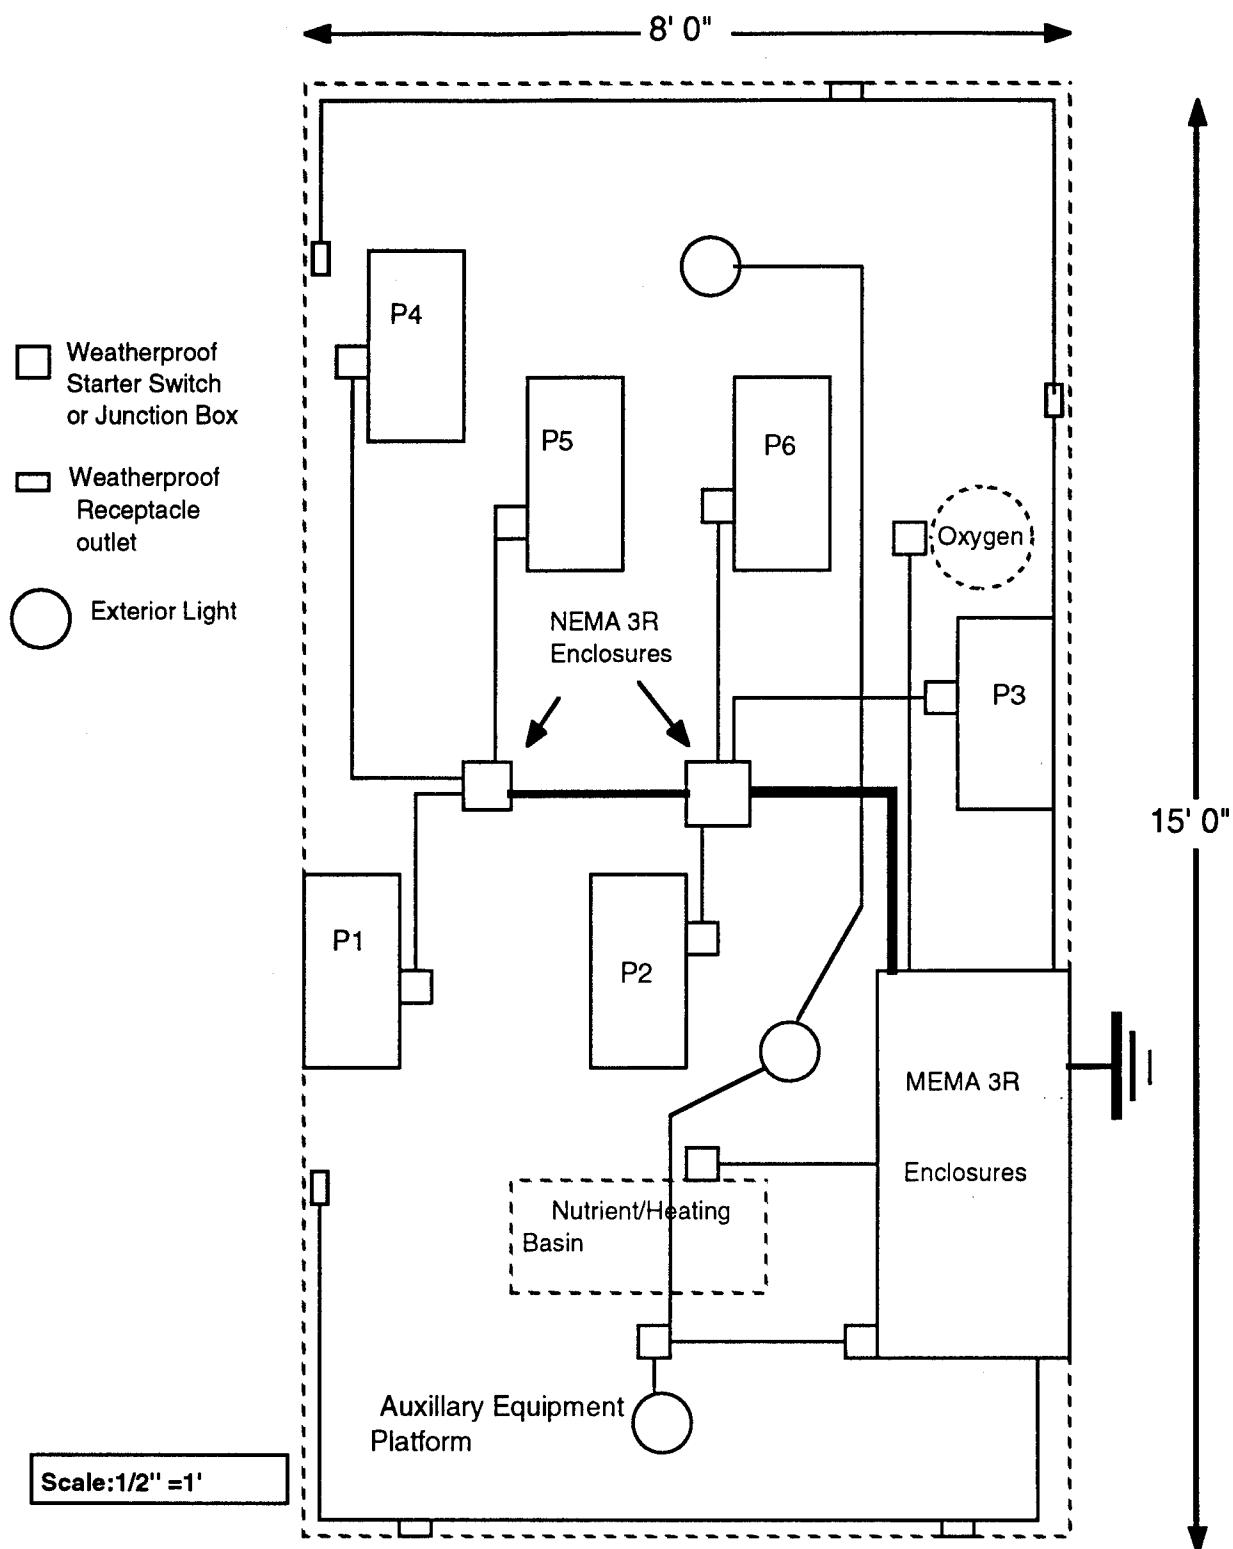 8' 0"
P4
Weatherproof
Starter Switch
or Junction Box
P5
P6
Weatherproof
Receptacle
outlet
Oxygen
Exterior Light
NEMA 3R
Enclosures
P3
15' 0"
P1
P2
MEMA 3R
Enclosures
Nutrient/Heating
Basin
Auxillary Equipment
Platform
Scale:1/2" =1'